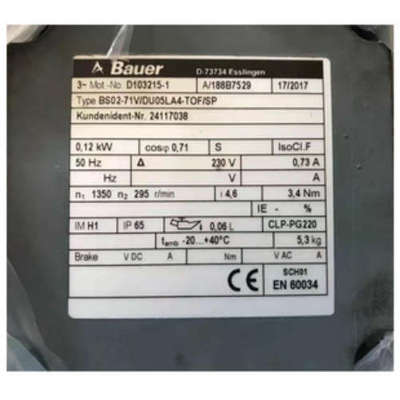 Bauer
D-73734 Esslingen
3~ Mot.-No. D103215-1 A/188B7529 17/2017
Type BS02-71V/DU05LA4-TOF/SP
Kundenident-Nr. 24117038
0,12 kW cosφ 0,71 S IsoCl.F
50 Hz Δ 230 V 0,73 A
Hz V A
n1 1350 n2 295 r/min i 4,6 3,4 Nm
IE - %
IM H1 IP 65 0,06 L CLP-PG220
tamb -20...+40°C 5,3 kg
Brake V DC A Nm V AC A
CE SCH01
EN 60034